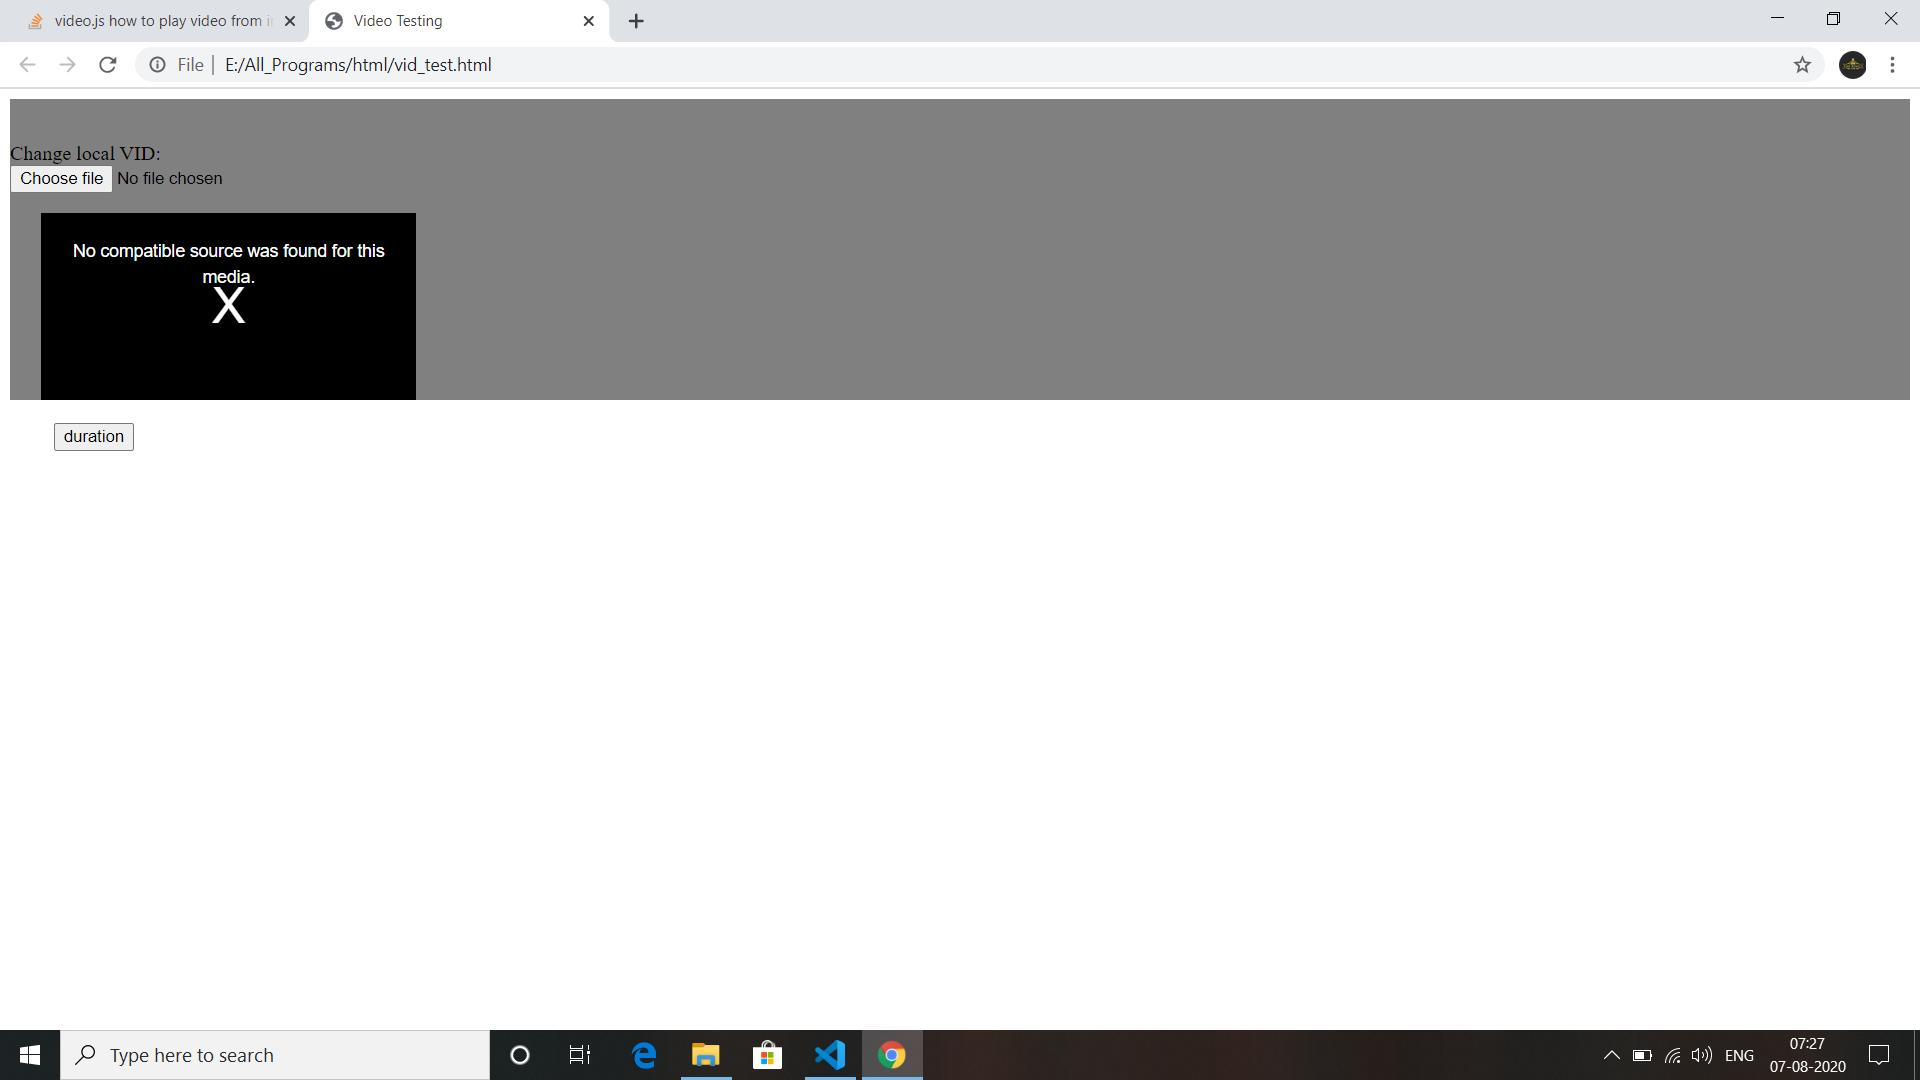 video.js how to play video from i
Video Testing
File
E:/All_Programs/html/vid_test.html
Change local VID:
Choose file No file chosen
No compatible source was found for this
media.
X
duration
Type here to search
ENG
07:27
07-08-2020